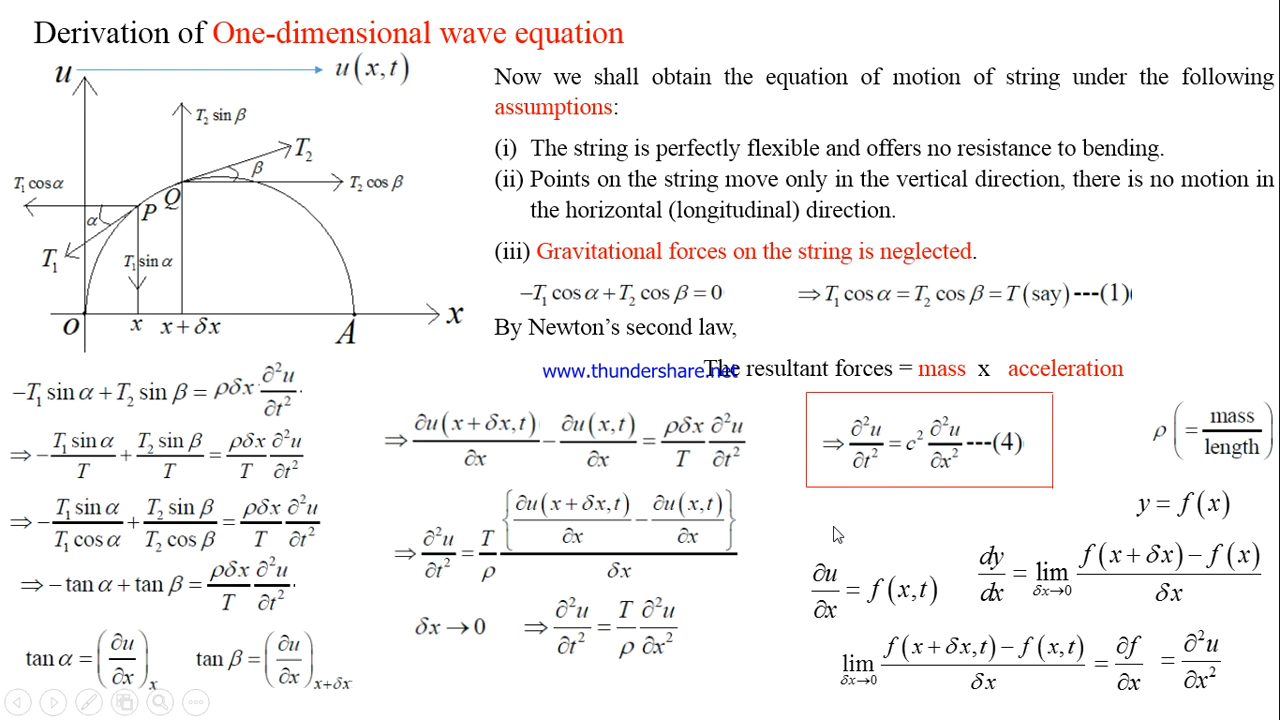 Derivation of One-dimensional wave equation
u
u(x,t)
T₂ sin β
T₂
β
T₁ cos α
T₂ cos β
Q
P
α
T₁
T₁ sin α
O
x
x + δx
A
x
Now we shall obtain the equation of motion of string under the following
assumptions:
(i) The string is perfectly flexible and offers no resistance to bending.
(ii) Points on the string move only in the vertical direction, there is no motion in
the horizontal (longitudinal) direction.
(iii) Gravitational forces on the string is neglected.
−T₁ cos α + T₂ cos β = 0
⇒ T₁ cos α = T₂ cos β = T (say) ---(1)
By Newton's second law,
www.thundershare.net
The resultant forces = mass x acceleration
−T₁ sin α + T₂ sin β = ρδx ∂²u/∂t²
⇒ −T₁ sin α/T + T₂ sin β/T = ρδx/T ∂²u/∂t²
⇒ −T₁ sin α/T₁ cos α + T₂ sin β/T₂ cos β = ρδx/T ∂²u/∂t²
⇒ −tan α + tan β = ρδx/T ∂²u/∂t²
tan α = (∂u/∂x)ₓ
tan β = (∂u/∂x)ₓ₊δₓ
⇒ ∂u(x + δx,t)/∂x − ∂u(x,t)/∂x = ρδx/T ∂²u/∂t²
⇒ ∂²u/∂t² = T/ρ {∂u(x + δx,t)/∂x − ∂u(x,t)/∂x}/δx
δx → 0
⇒ ∂²u/∂t² = T/ρ ∂²u/∂x²
⇒ ∂²u/∂t² = c² ∂²u/∂x² ---(4)
ρ (= mass/length)
y = f(x)
∂u/∂x = f(x,t)
dy/dx = lim δx→0 f(x + δx) − f(x)/δx
lim δx→0 f(x + δx,t) − f(x,t)/δx = ∂f/∂x = ∂²u/∂x²